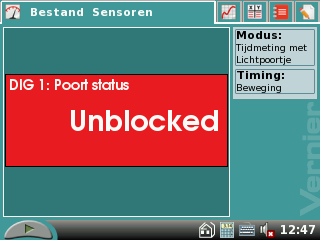 Bestand Sensoren
Modus:
Tijdmeting met
Lichtpoortje
Timing:
Beweging
DIG 1: Poort status
Unblocked
Vernier
12:47